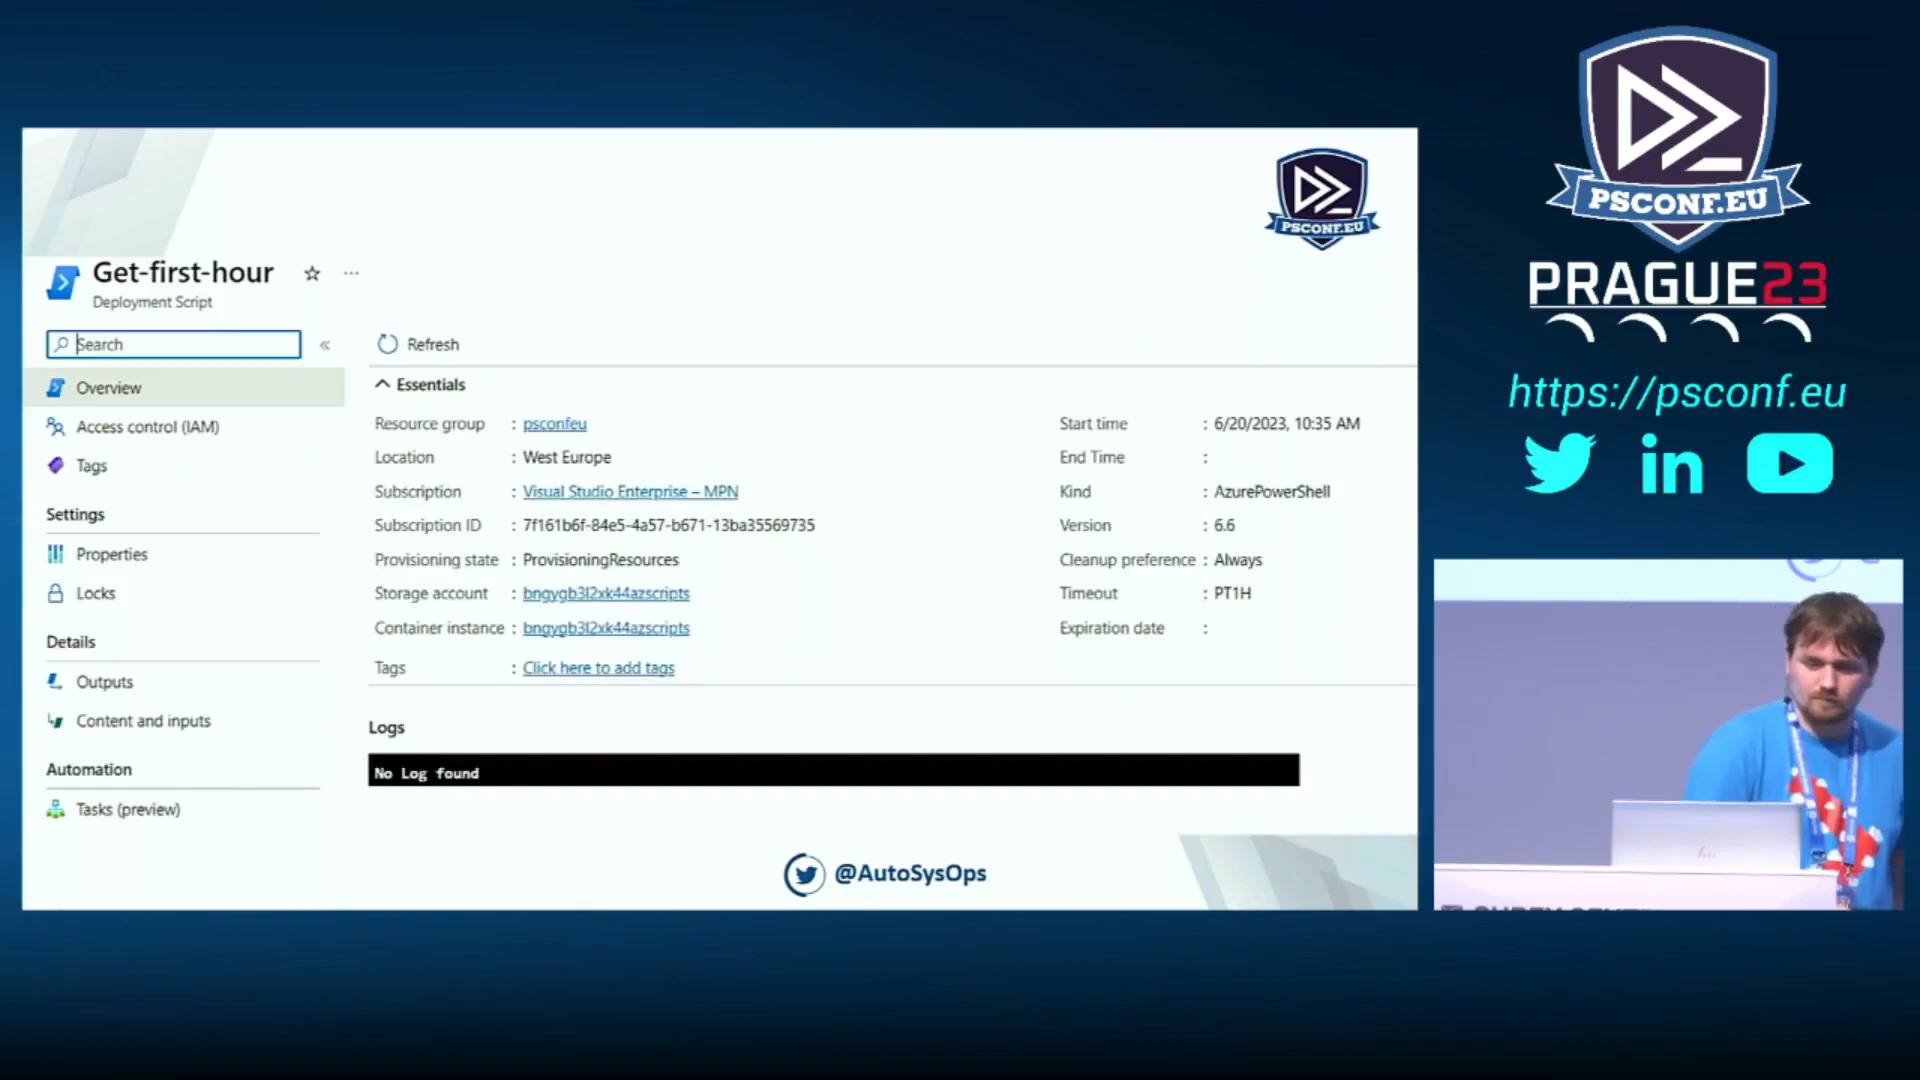 PSCONF.EU
Get-first-hour
Deployment Script
Search
Refresh
Overview
Access control (IAM)
Tags
Settings
Properties
Locks
Details
Outputs
Content and inputs
Automation
Tasks (preview)
Essentials
Resource group : psconfeu
Location : West Europe
Subscription : Visual Studio Enterprise – MPN
Subscription ID : 7f161b6f-84e5-4a57-b671-13ba35569735
Provisioning state : ProvisioningResources
Storage account : bngygb3l2xk44azscripts
Container instance : bngygb3l2xk44azscripts
Tags : Click here to add tags
Start time : 6/20/2023, 10:35 AM
End Time :
Kind : AzurePowerShell
Version : 6.6
Cleanup preference : Always
Timeout : PT1H
Expiration date :
Logs
No Log found
@AutoSysOps
PSCONF.EU
PRAGUE23
https://psconf.eu
in